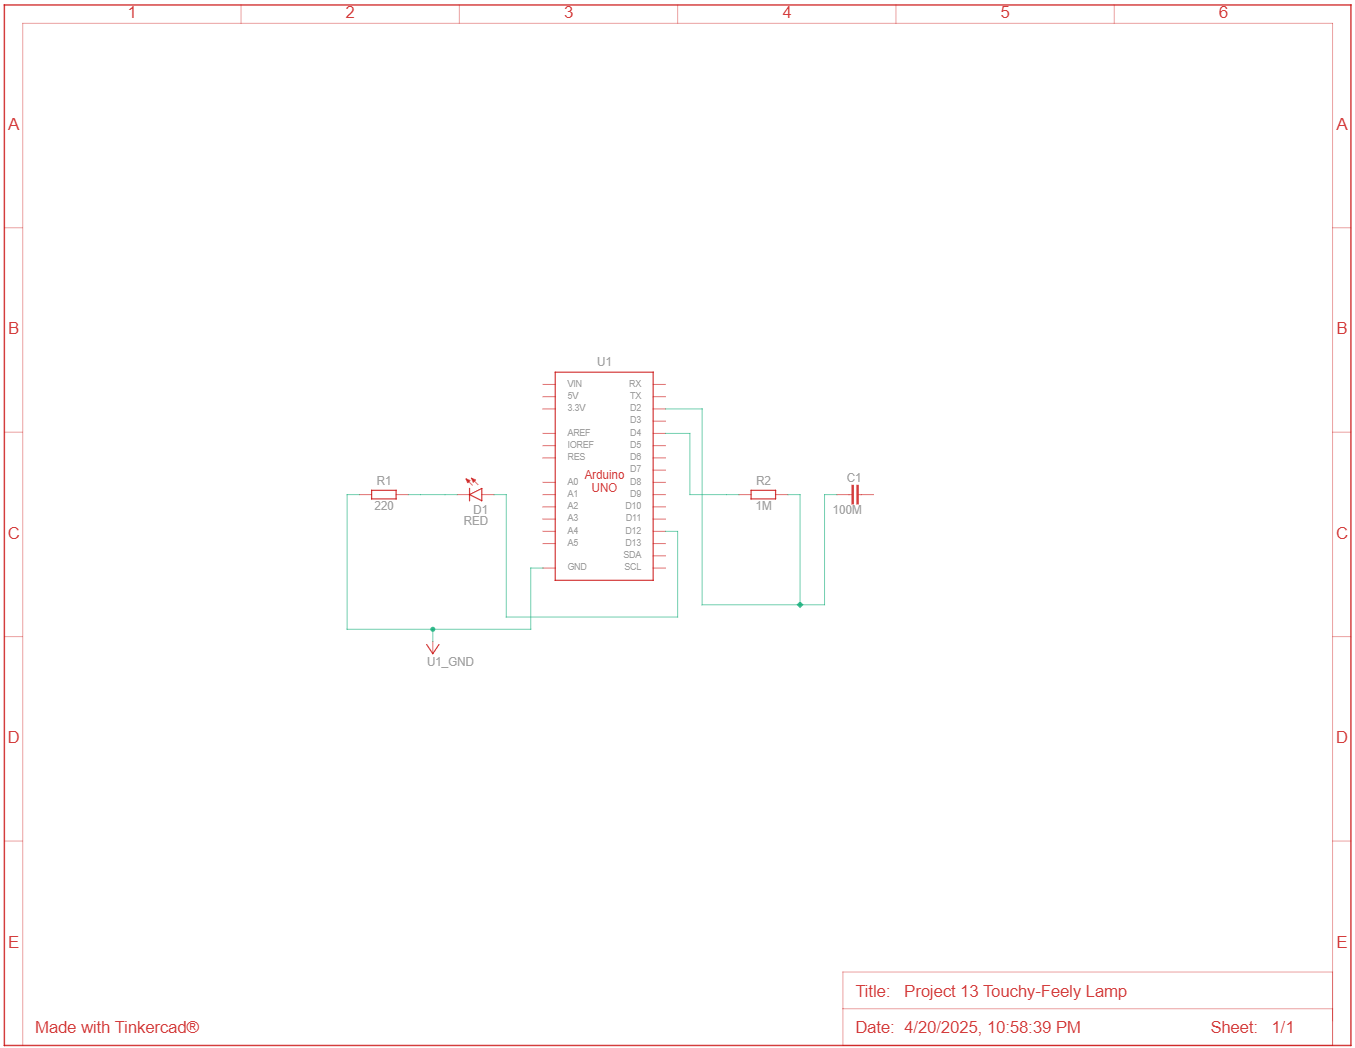 1 2 3 4 5 6
A A
B B
U1
VIN RX
5V TX
3.3V D2
D3
AREF D4
IOREF D5
RES D6
D7
Arduino
UNO
A0 D8
A1 D9
A2 D10
A3 D11
A4 D12
A5 D13
SDA
GND SCL
R1
220
D1
RED
R2
1M
C1
100M
C C
U1_GND
D D
E E
Title: Project 13 Touchy-Feely Lamp
Made with Tinkercad®
Date: 4/20/2025, 10:58:39 PM Sheet: 1/1